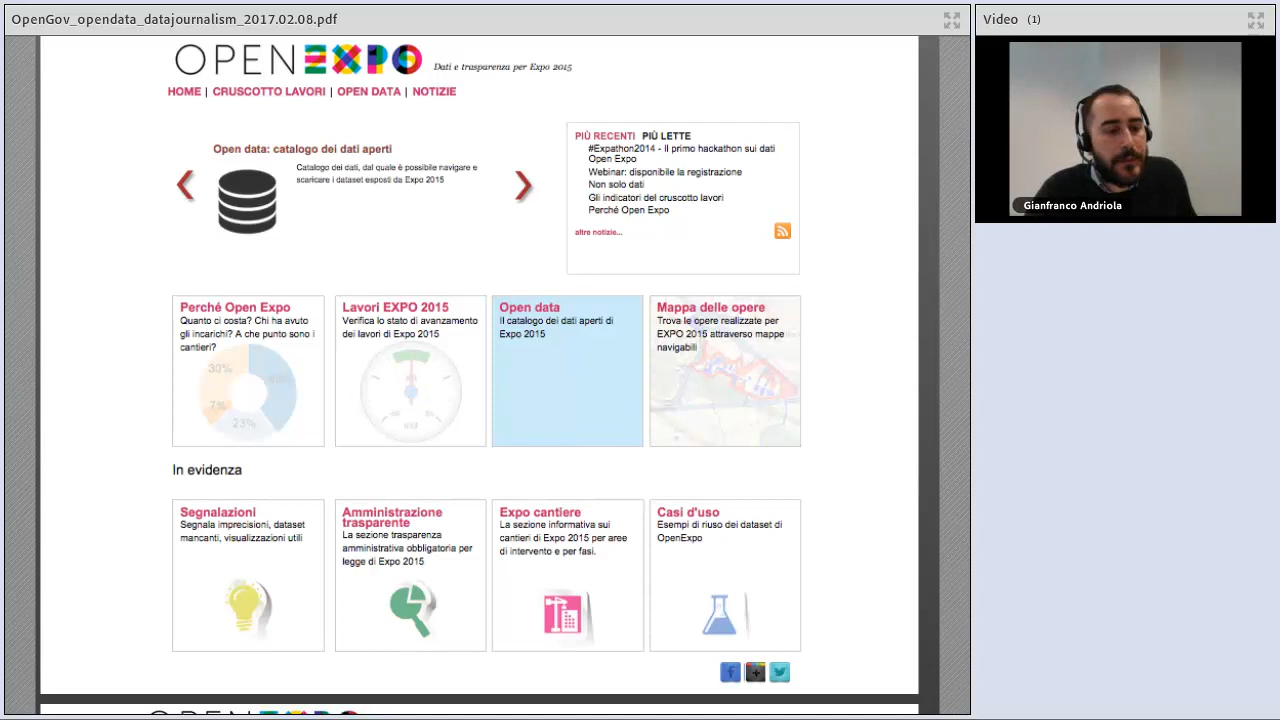 OpenGov_opendata_datajournalism_2017.02.08.pdf
Video (1)
OPENEXPO Dati e trasparenza per Expo 2015
HOME | CRUSCOTTO LAVORI | OPEN DATA | NOTIZIE
Open data: catalogo dei dati aperti
Catalogo dei dati, dal quale è possibile navigare e
scaricare i dataset esposti da Expo 2015
PIÙ RECENTI PIÙ LETTE
#Expathon2014 - Il primo hackathon sui dati
Open Expo
Webinar: disponibile la registrazione
Non solo dati
Gli indicatori del cruscotto lavori
Perché Open Expo
altre notizie...
Gianfranco Andriola
Perché Open Expo
Quanto ci costa? Chi ha avuto
gli incarichi? A che punto sono i
cantieri?
30%
7%
23%
Lavori EXPO 2015
Verifica lo stato di avanzamento
dei lavori di Expo 2015
Open data
Il catalogo dei dati aperti di
Expo 2015
Mappa delle opere
Trova le opere realizzate per
EXPO 2015 attraverso mappe
navigabili
In evidenza
Segnalazioni
Segnala imprecisioni, dataset
mancanti, visualizzazioni utili
Amministrazione
trasparente
La sezione trasparenza
amministrativa obbligatoria per
legge di Expo 2015
Expo cantiere
La sezione informativa sui
cantieri di Expo 2015 per aree
di intervento e per fasi.
Casi d'uso
Esempi di riuso dei dataset di
OpenExpo